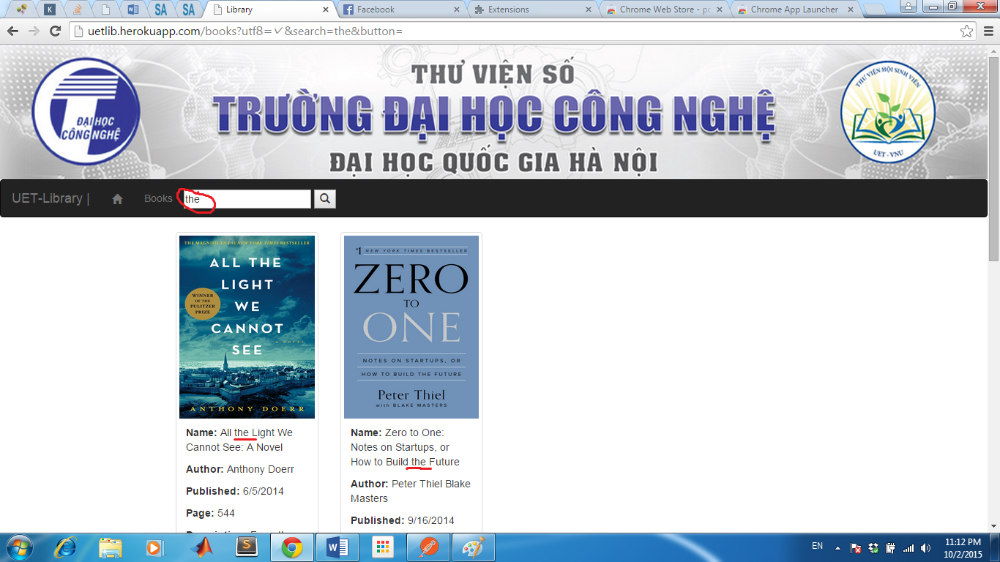 Library
Facebook
Extensions
Chrome Web Store - po
Chrome App Launcher
K
SA
SA
uetlib.herokuapp.com/books?utf8=✓&search=the&button=
ĐẠI HỌC
CÔNG NGHỆ
THƯ VIỆN SỐ
TRƯỜNG ĐẠI HỌC CÔNG NGHỆ
ĐẠI HỌC QUỐC GIA HÀ NỘI
THƯ VIỆN HỘI SINH VIÊN
UET - VNU
UET-Library |
Books
the
THE MAGNIFICENT #1 NEW YORK TIMES BESTSELLER
ALL THE
LIGHT
WE
CANNOT
SEE
WINNER
OF THE
PULITZER
PRIZE
A NOVEL
ANTHONY DOERR
Name: All the Light We
Cannot See: A Novel
Author: Anthony Doerr
Published: 6/5/2014
Page: 544
#1 NEW YORK TIMES BESTSELLER
ZERO
TO
ONE
NOTES ON STARTUPS, OR
HOW TO BUILD THE FUTURE
Peter Thiel
with BLAKE MASTERS
Name: Zero to One:
Notes on Startups, or
How to Build the Future
Author: Peter Thiel Blake
Masters
Published: 9/16/2014
EN
11:12 PM
10/2/2015